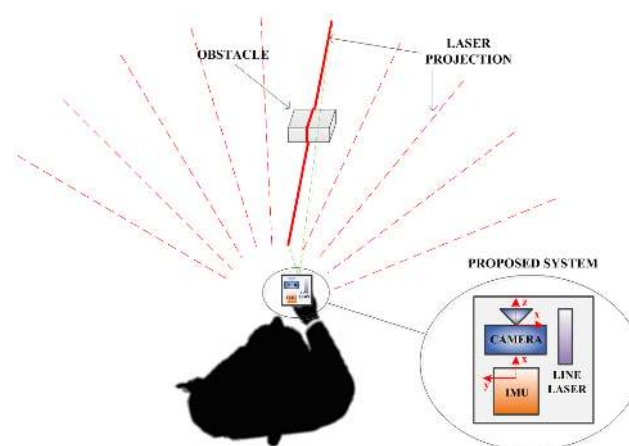 OBSTACLE
LASER
PROJECTION
PROPOSED SYSTEM
z
x
CAMERA
x
y
IMU
LINE
LASER